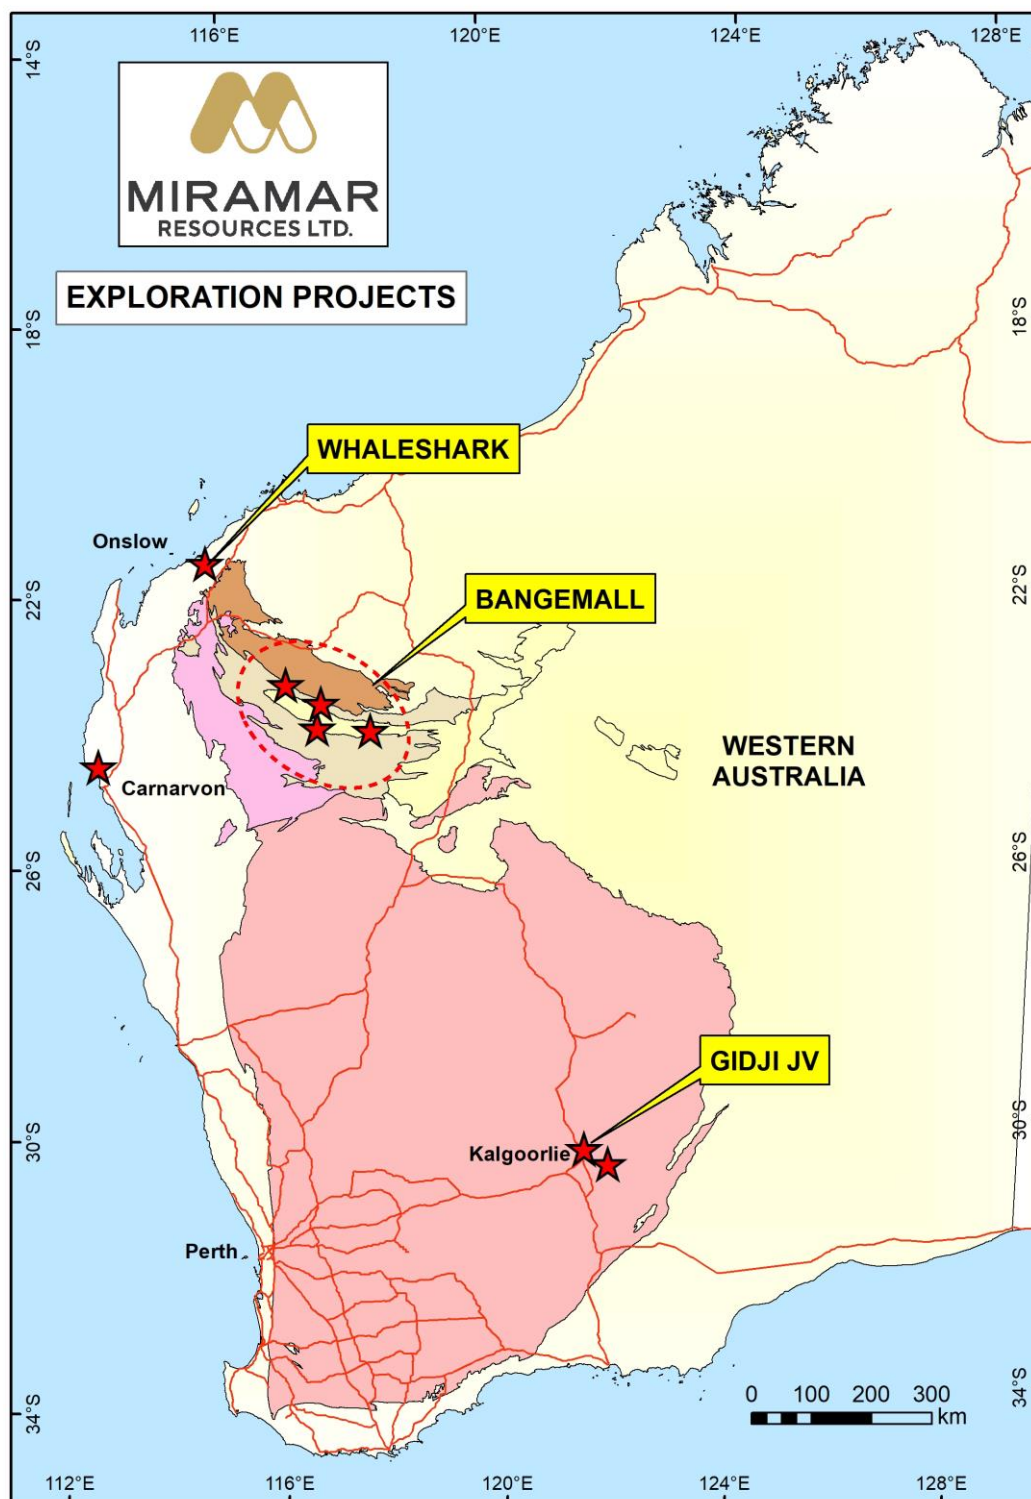 116°E
120°E
124°E
128°E
14°S
MIRAMAR
RESOURCES LTD.
EXPLORATION PROJECTS
18°S
18°S
WHALESHARK
Onslow
22°S
22°S
BANGEMALL
WESTERN
AUSTRALIA
Carnarvon
26°S
26°S
GIDJI JV
30°S
30°S
Kalgoorlie
Perth
34°S
34°S
0 100 200 300
km
112°E
116°E
120°E
124°E
128°E